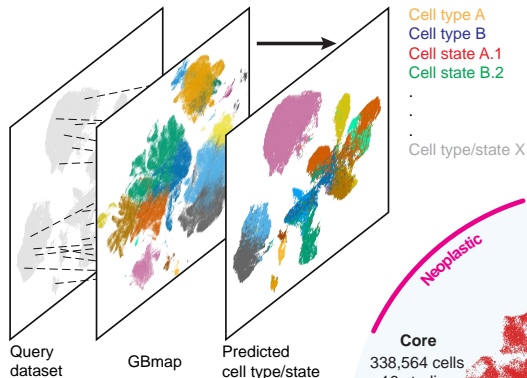 Cell type A
Cell type B
Cell state A.1
Cell state B.2
.
.
.
Cell type/state X
Neoplastic
Core
338,564 cells
Query
dataset
GBmap
Predicted
cell type/state